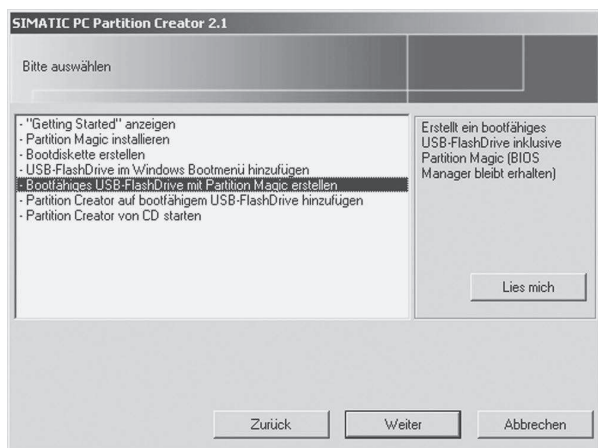 SIMATIC PC Partition Creator 2.1
Bitte auswählen
- "Getting Started" anzeigen
- Partition Magic installieren
- Bootdiskette erstellen
- USB-FlashDrive im Windows Bootmenü hinzufügen
- Bootfähiges USB-FlashDrive mit Partition Magic erstellen
- Partition Creator auf bootfähigem USB-FlashDrive hinzufügen
- Partition Creator von CD starten
Erstellt ein bootfähiges
USB-FlashDrive inklusive
Partition Magic (BIOS
Manager bleibt erhalten)
Lies mich
Zurück
Weiter
Abbrechen